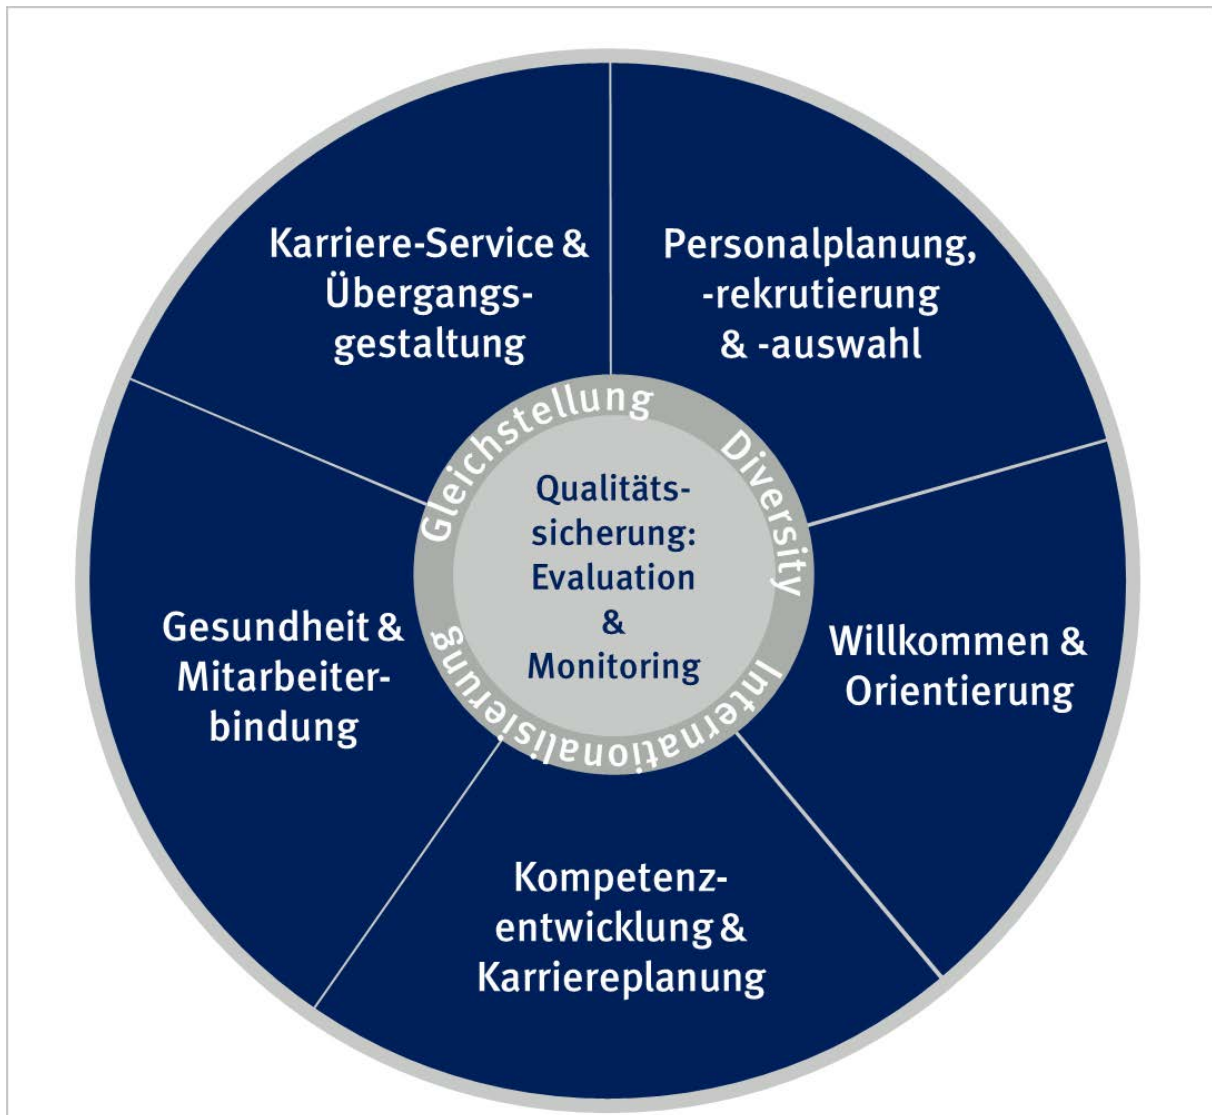 Karriere-Service &
Übergangs-
gestaltung
Personalplanung,
-rekrutierung
& -auswahl
Gleichstellung
Diversity
Internationalisierung
Qualitäts-
sicherung:
Evaluation
&
Monitoring
Gesundheit &
Mitarbeiter-
bindung
Willkommen &
Orientierung
Kompetenz-
entwicklung &
Karriereplanung